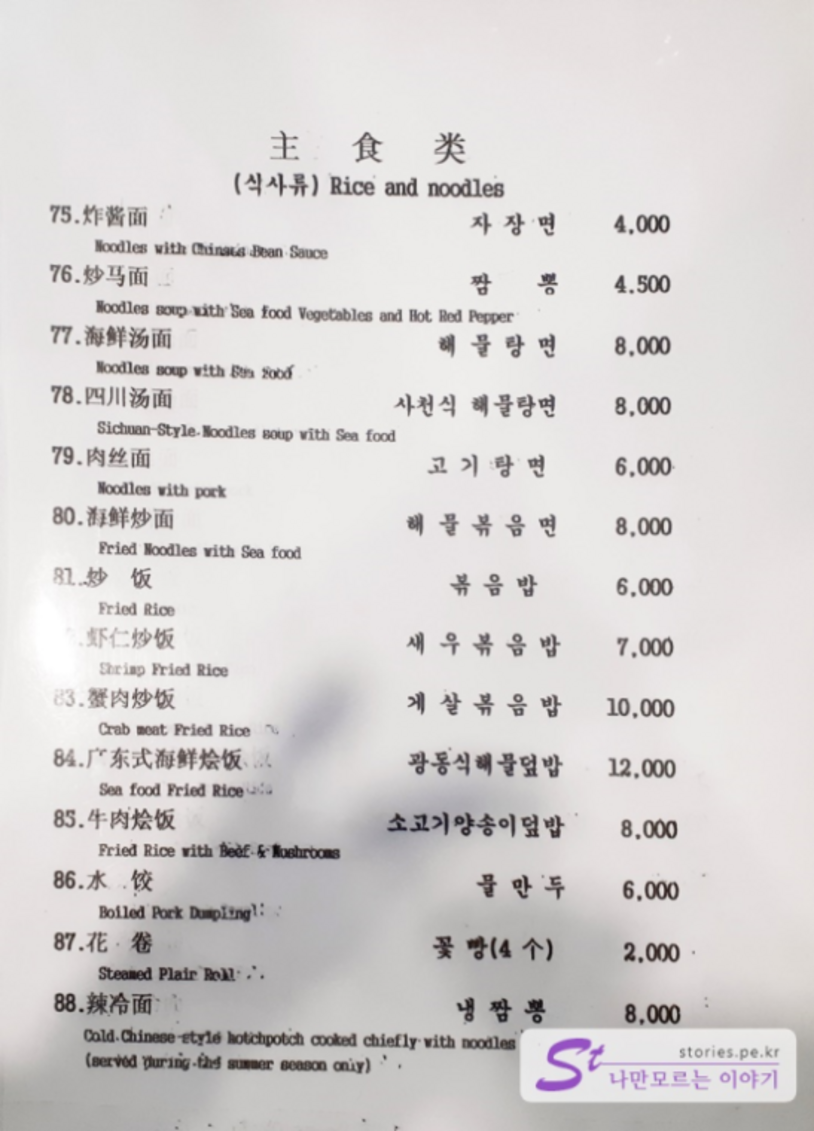 主 食 类
(식사류) Rice and noodles
75.炸酱面 자 장 면 4,000
Noodles with Chinese Bean Sauce
76.炒马面 짬 뽕 4.500
Noodles soup with Sea food Vegetables and Hot Red Pepper
77.海鲜汤面 해 물 탕 면 8,000
Noodles soup with Sea food
78.四川汤面 사천식 해물탕면 8,000
Sichuan-Style Noodles soup with Sea food
79.肉丝面 고 기 탕 면 6,000
Noodles with pork
80.海鲜炒面 해 물 볶 음 면 8,000
Fried Noodles with Sea food
81.炒 饭 볶 음 밥 6,000
Fried Rice
.虾仁炒饭 새 우 볶 음 밥 7,000
Shrimp Fried Rice
83.蟹肉炒饭 게 살 볶 음 밥 10,000
Crab meat Fried Rice
84.广东式海鲜烩饭 광동식해물덮밥 12,000
Sea food Fried Rice
85.牛肉烩饭 소고기양송이덮밥 8,000
Fried Rice with Beef & Mushrooms
86.水 饺 물 만 두 6,000
Boiled Pork Dumpling
87.花 卷 꽃 빵(4 个) 2,000
Steamed Plair Roll
88.辣冷面 냉 짬 뽕 8,000
Cold Chinese style hotchpotch cooked chiefly with noodles
(served during the summer season only)
St stories.pe.kr
나만모르는 이야기